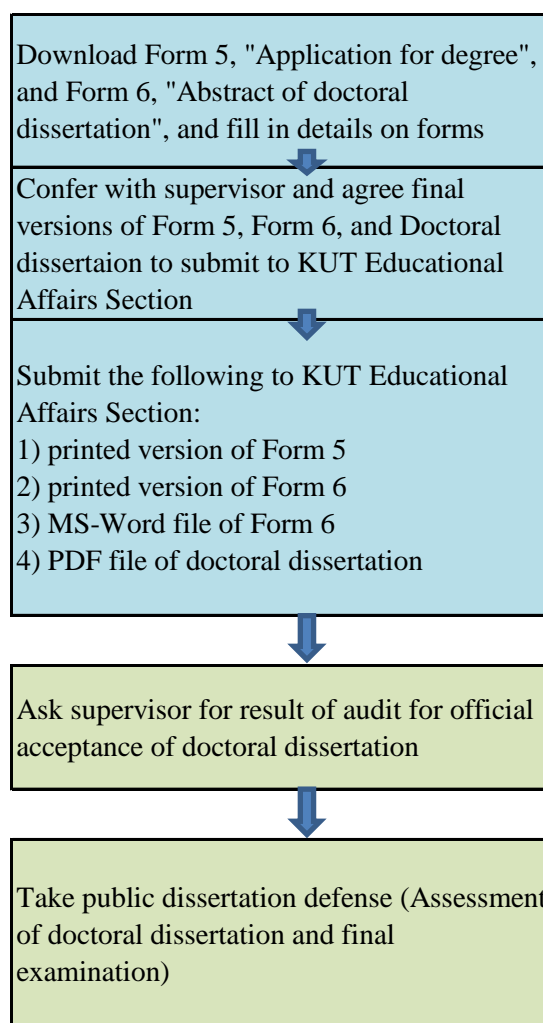 Download Form 5, "Application for degree",
and Form 6, "Abstract of doctoral
dissertation", and fill in details on forms
Confer with supervisor and agree final
versions of Form 5, Form 6, and Doctoral
dissertaion to submit to KUT Educational
Affairs Section
Submit the following to KUT Educational
Affairs Section:
1) printed version of Form 5
2) printed version of Form 6
3) MS-Word file of Form 6
4) PDF file of doctoral dissertation
Ask supervisor for result of audit for official
acceptance of doctoral dissertation
Take public dissertation defense (Assessment
of doctoral dissertation and final
examination)